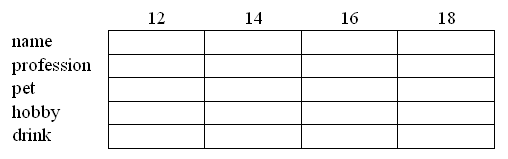 12 14 16 18
name
profession
pet
hobby
drink